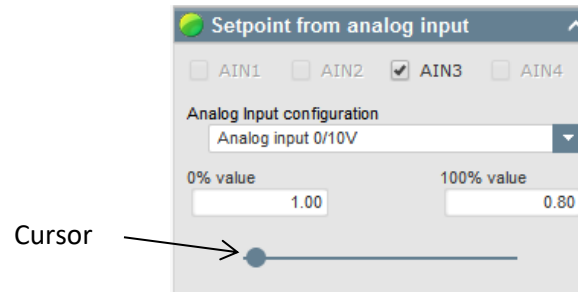 Setpoint from analog input
AIN1 AIN2 AIN3 AIN4
Analog Input configuration
Analog input 0/10V
0% value 100% value
1.00 0.80
Cursor